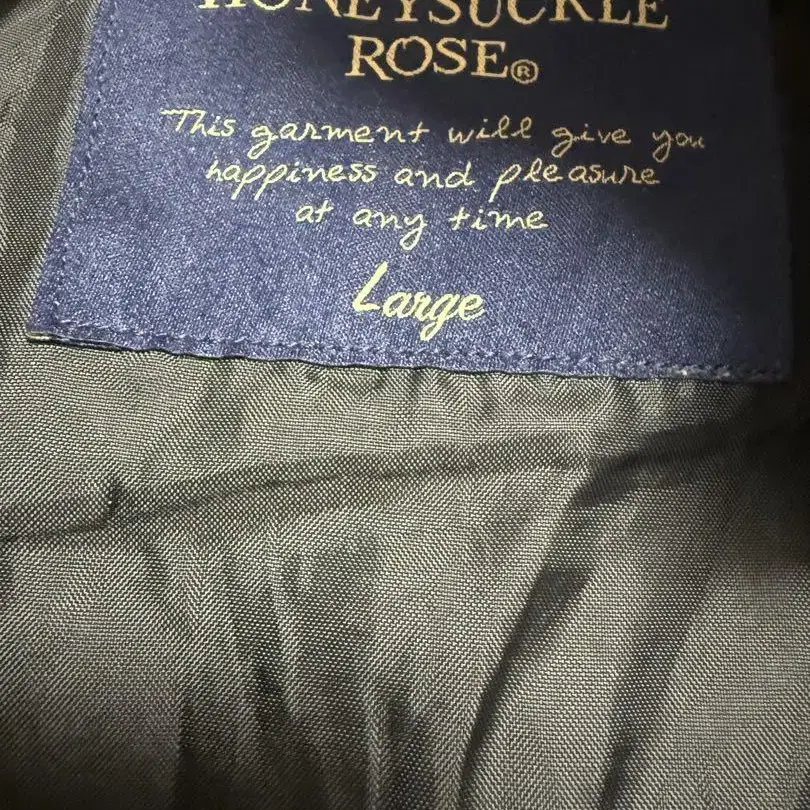 HONEYSUCKLE
ROSE®
This garment will give you
happiness and pleasure
at any time
Large